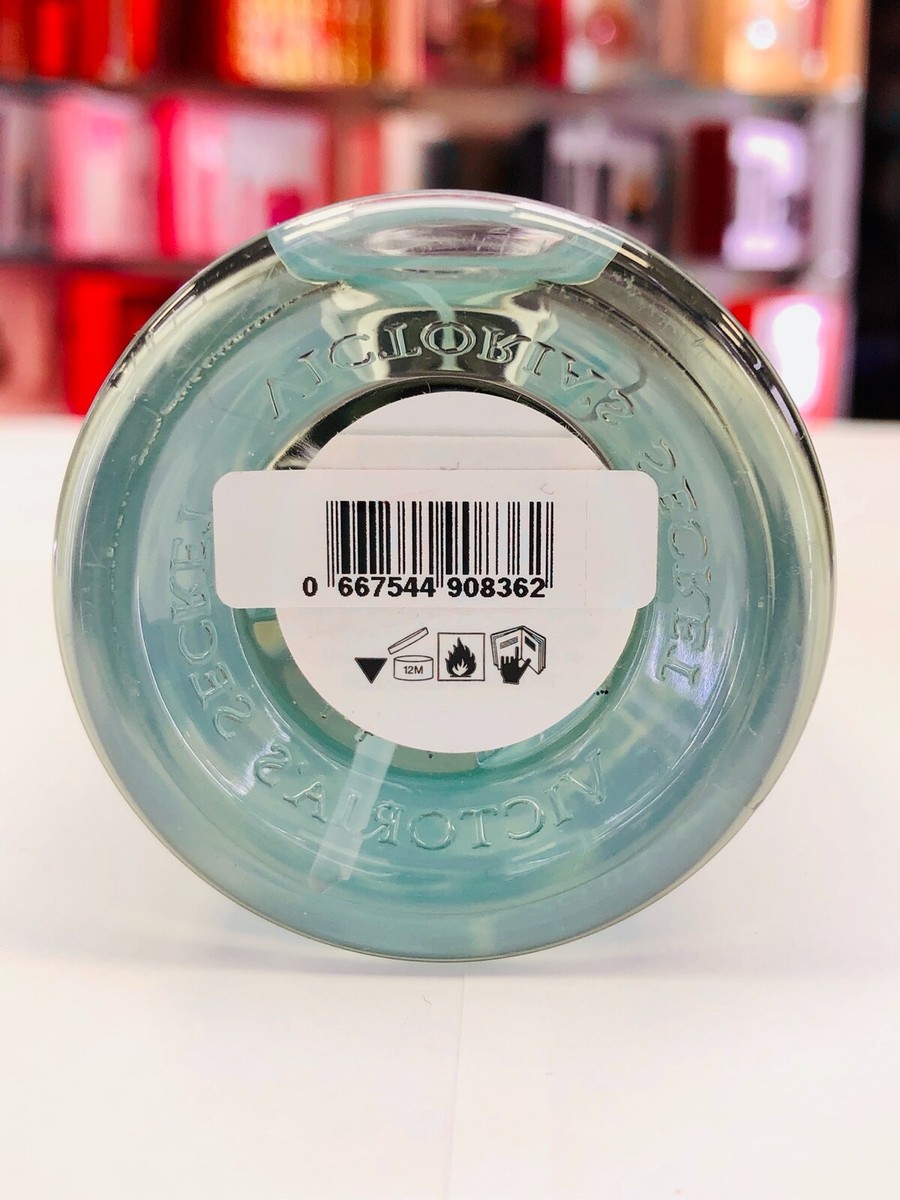 VICTORIA'S SECRET
VICTORIA'S SECRET
0 667544 908362
12M